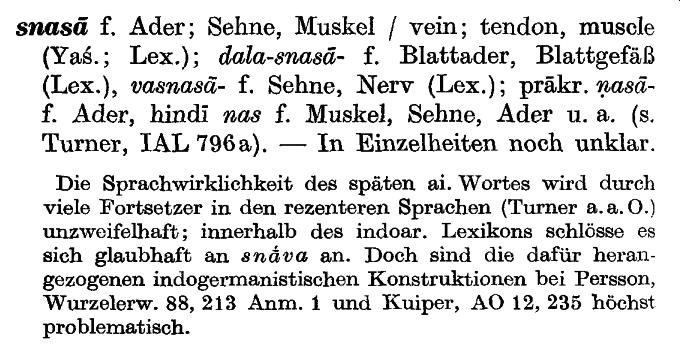 snasā f. Ader; Sehne, Muskel / vein; tendon, muscle
(Yaś.; Lex.); dala-snasā- f. Blattader, Blattgefäß
(Lex.), vasnasā- f. Sehne, Nerv (Lex.); prākr. ṇasā-
f. Ader, hindī nas f. Muskel, Sehne, Ader u. a. (s.
Turner, IAL 796a). — In Einzelheiten noch unklar.
Die Sprachwirklichkeit des späten ai. Wortes wird durch
viele Fortsetzer in den rezenteren Sprachen (Turner a. a. O.)
unzweifelhaft; innerhalb des indoar. Lexikons schlösse es
sich glaubhaft an snā́va an. Doch sind die dafür heran-
gezogenen indogermanistischen Konstruktionen bei Persson,
Wurzelerw. 88, 213 Anm. 1 und Kuiper, AO 12, 235 höchst
problematisch.